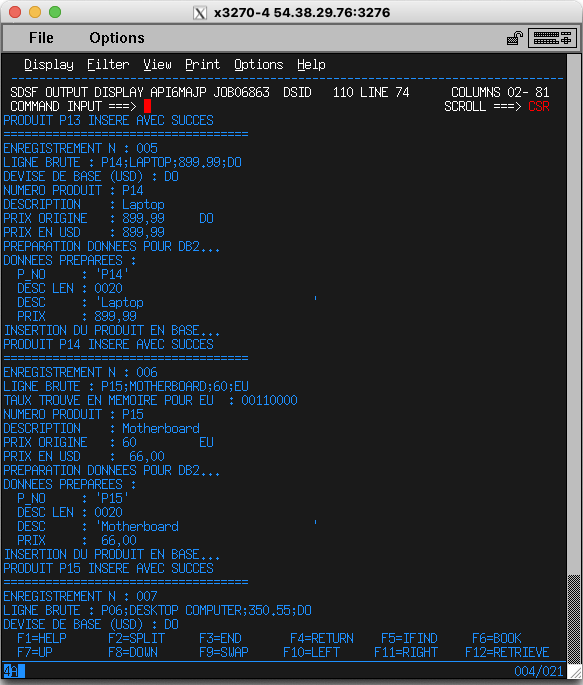 x3270-4 54.38.29.76:3276
File Options
Display Filter View Print Options Help
SDSF OUTPUT DISPLAY API6MAJP JOB06863 DSID 110 LINE 74 COLUMNS 02- 81
COMMAND INPUT ===> SCROLL ===> CSR
PRODUIT P13 INSERE AVEC SUCCES
===================================
ENREGISTREMENT N : 005
LIGNE BRUTE : P14;LAPTOP;899.99;DO
DEVISE DE BASE (USD) : DO
NUMERO PRODUIT : P14
DESCRIPTION : Laptop
PRIX ORIGINE : 899,99 DO
PRIX EN USD : 899,99
PREPARATION DONNEES POUR DB2...
DONNEES PREPAREES :
P_NO : 'P14'
DESC LEN : 0020
DESC : 'Laptop '
PRIX : 899,99
INSERTION DU PRODUIT EN BASE...
PRODUIT P14 INSERE AVEC SUCCES
===================================
ENREGISTREMENT N : 006
LIGNE BRUTE : P15;MOTHERBOARD;60;EU
TAUX TROUVE EN MEMOIRE POUR EU : 00110000
NUMERO PRODUIT : P15
DESCRIPTION : Motherboard
PRIX ORIGINE : 60 EU
PRIX EN USD : 66,00
PREPARATION DONNEES POUR DB2...
DONNEES PREPAREES :
P_NO : 'P15'
DESC LEN : 0020
DESC : 'Motherboard '
PRIX : 66,00
INSERTION DU PRODUIT EN BASE...
PRODUIT P15 INSERE AVEC SUCCES
===================================
ENREGISTREMENT N : 007
LIGNE BRUTE : P06;DESKTOP COMPUTER;350.55;DO
DEVISE DE BASE (USD) : DO
F1=HELP F2=SPLIT F3=END F4=RETURN F5=IFIND F6=BOOK
F7=UP F8=DOWN F9=SWAP F10=LEFT F11=RIGHT F12=RETRIEVE
4A 004/021